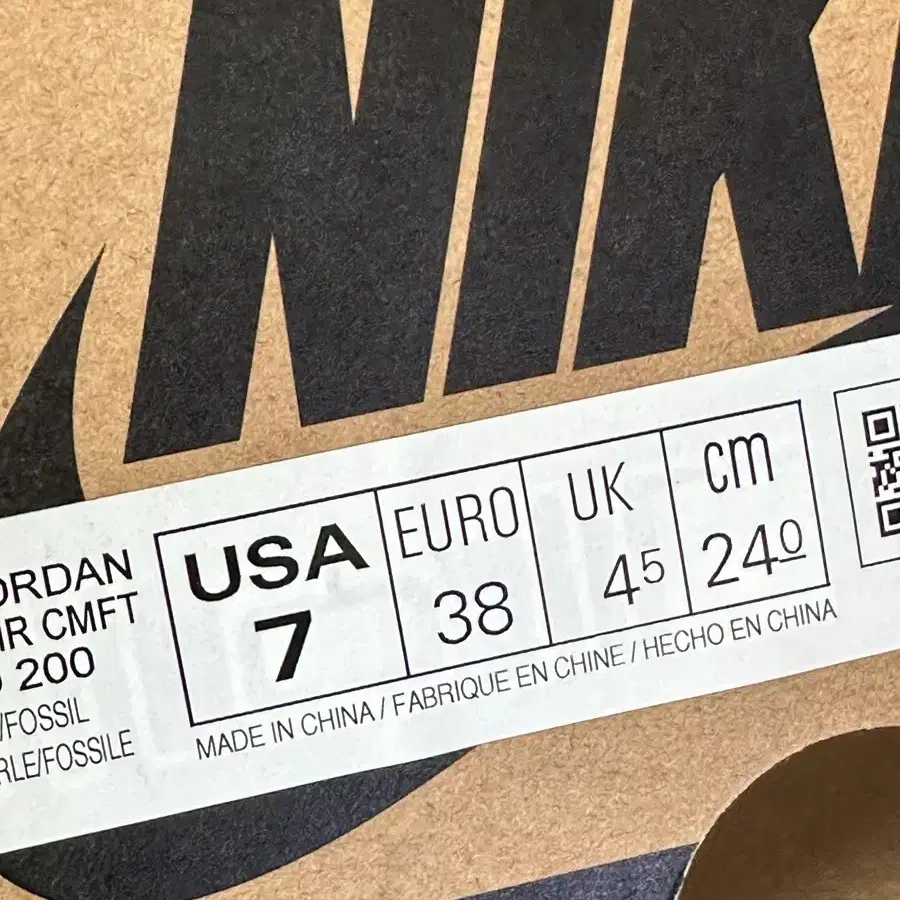 NIK
ORDAN
IR CMFT
200
/FOSSIL
RLE/FOSSILE
USA
7
EURO
38
UK
4 5
cm
24 0
MADE IN CHINA / FABRIQUE EN CHINE / HECHO EN CHINA